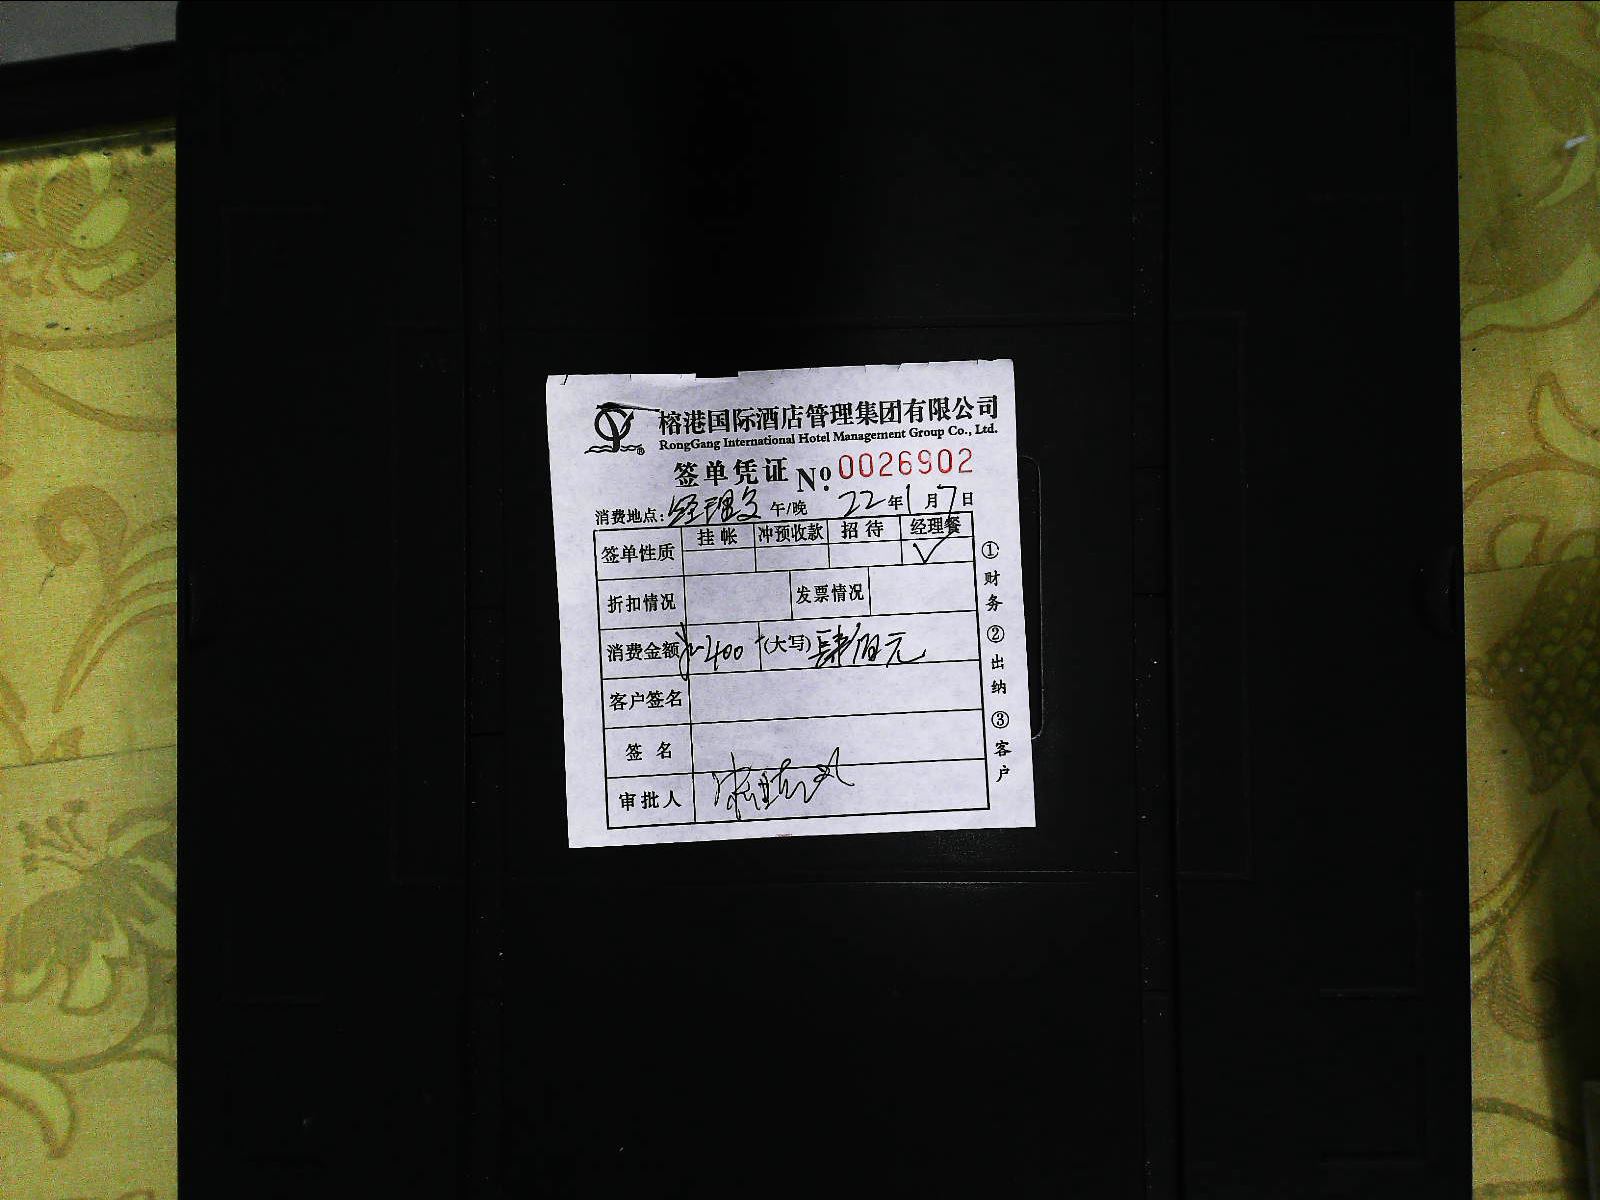 榕港国际酒店管理集团有限公司
RongGang International Hotel Management Group Co., Ltd.
签单凭证 No. 0026902
消费地点: 经理 午/晚 22年1月7日
签单性质 挂帐 冲预收款 招待 经理餐
√
折扣情况 发票情况
消费金额 ¥400 (大写) 肆佰元
客户签名
签名
审批人
①财务 ②出纳 ③客户